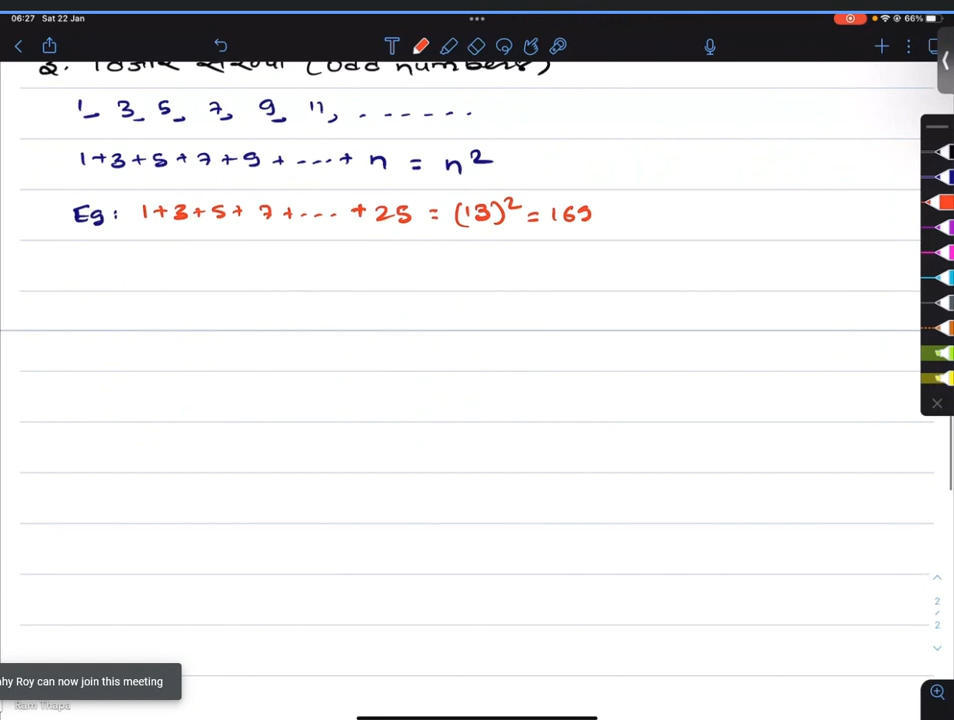 06:27 Sat 22 Jan
66%
(odd numbers)
1, 3, 5, 7, 9, 11, ......
1+3+5+7+9+....+ n = n²
Eg: 1+3+5+7+....+25 = (13)² = 169
2
/
2
hy Roy can now join this meeting
Ram Thapa